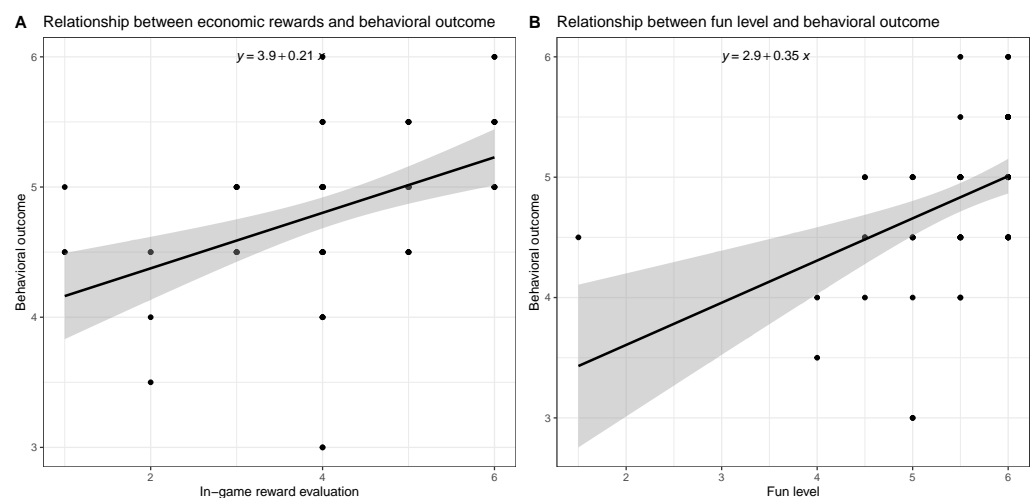 A Relationship between economic rewards and behavioral outcome
y = 3.9 + 0.21 x
6
5
4
3
Behavioral outcome
2 4 6
In−game reward evaluation
B Relationship between fun level and behavioral outcome
y = 2.9 + 0.35 x
6
5
4
3
Behavioral outcome
2 3 4 5 6
Fun level